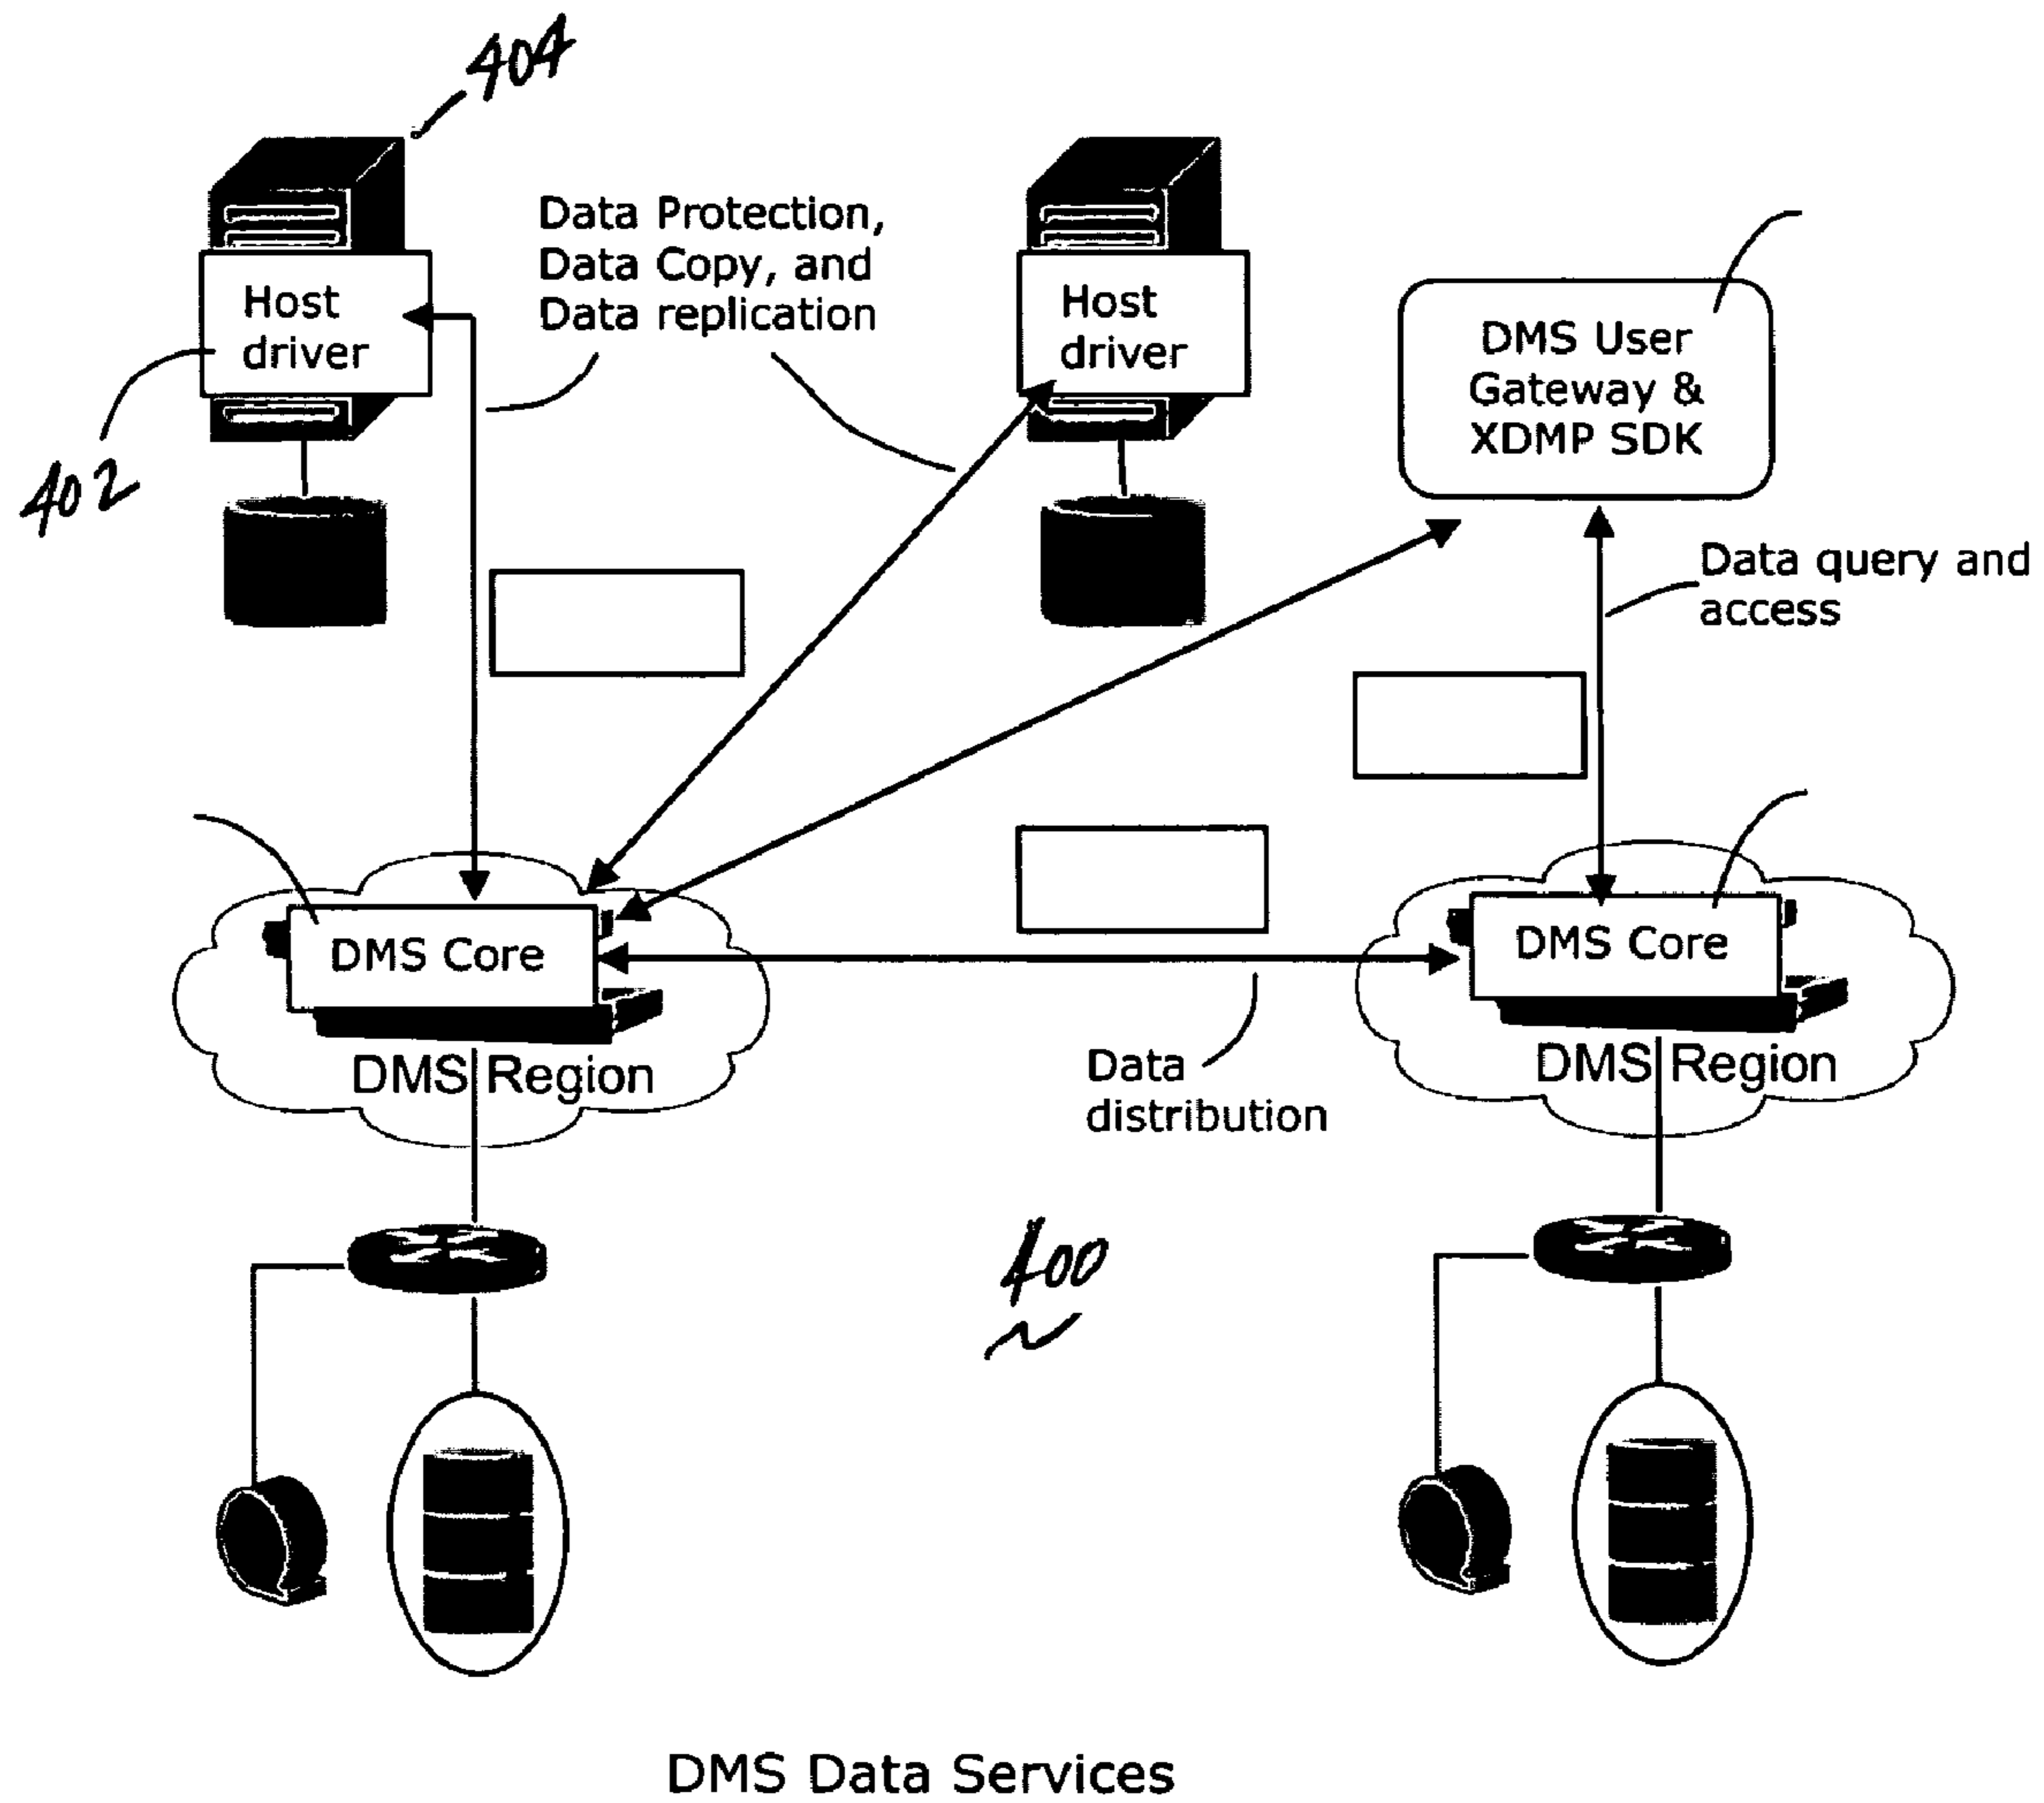 404
Data Protection,
Data Copy, and
Data replication
Host
driver
Host
driver
DMS User
Gateway &
XDMP SDK
402
Data query and
access
DMS Core
DMS Core
DMS Region
DMS Region
Data
distribution
400
DMS Data Services